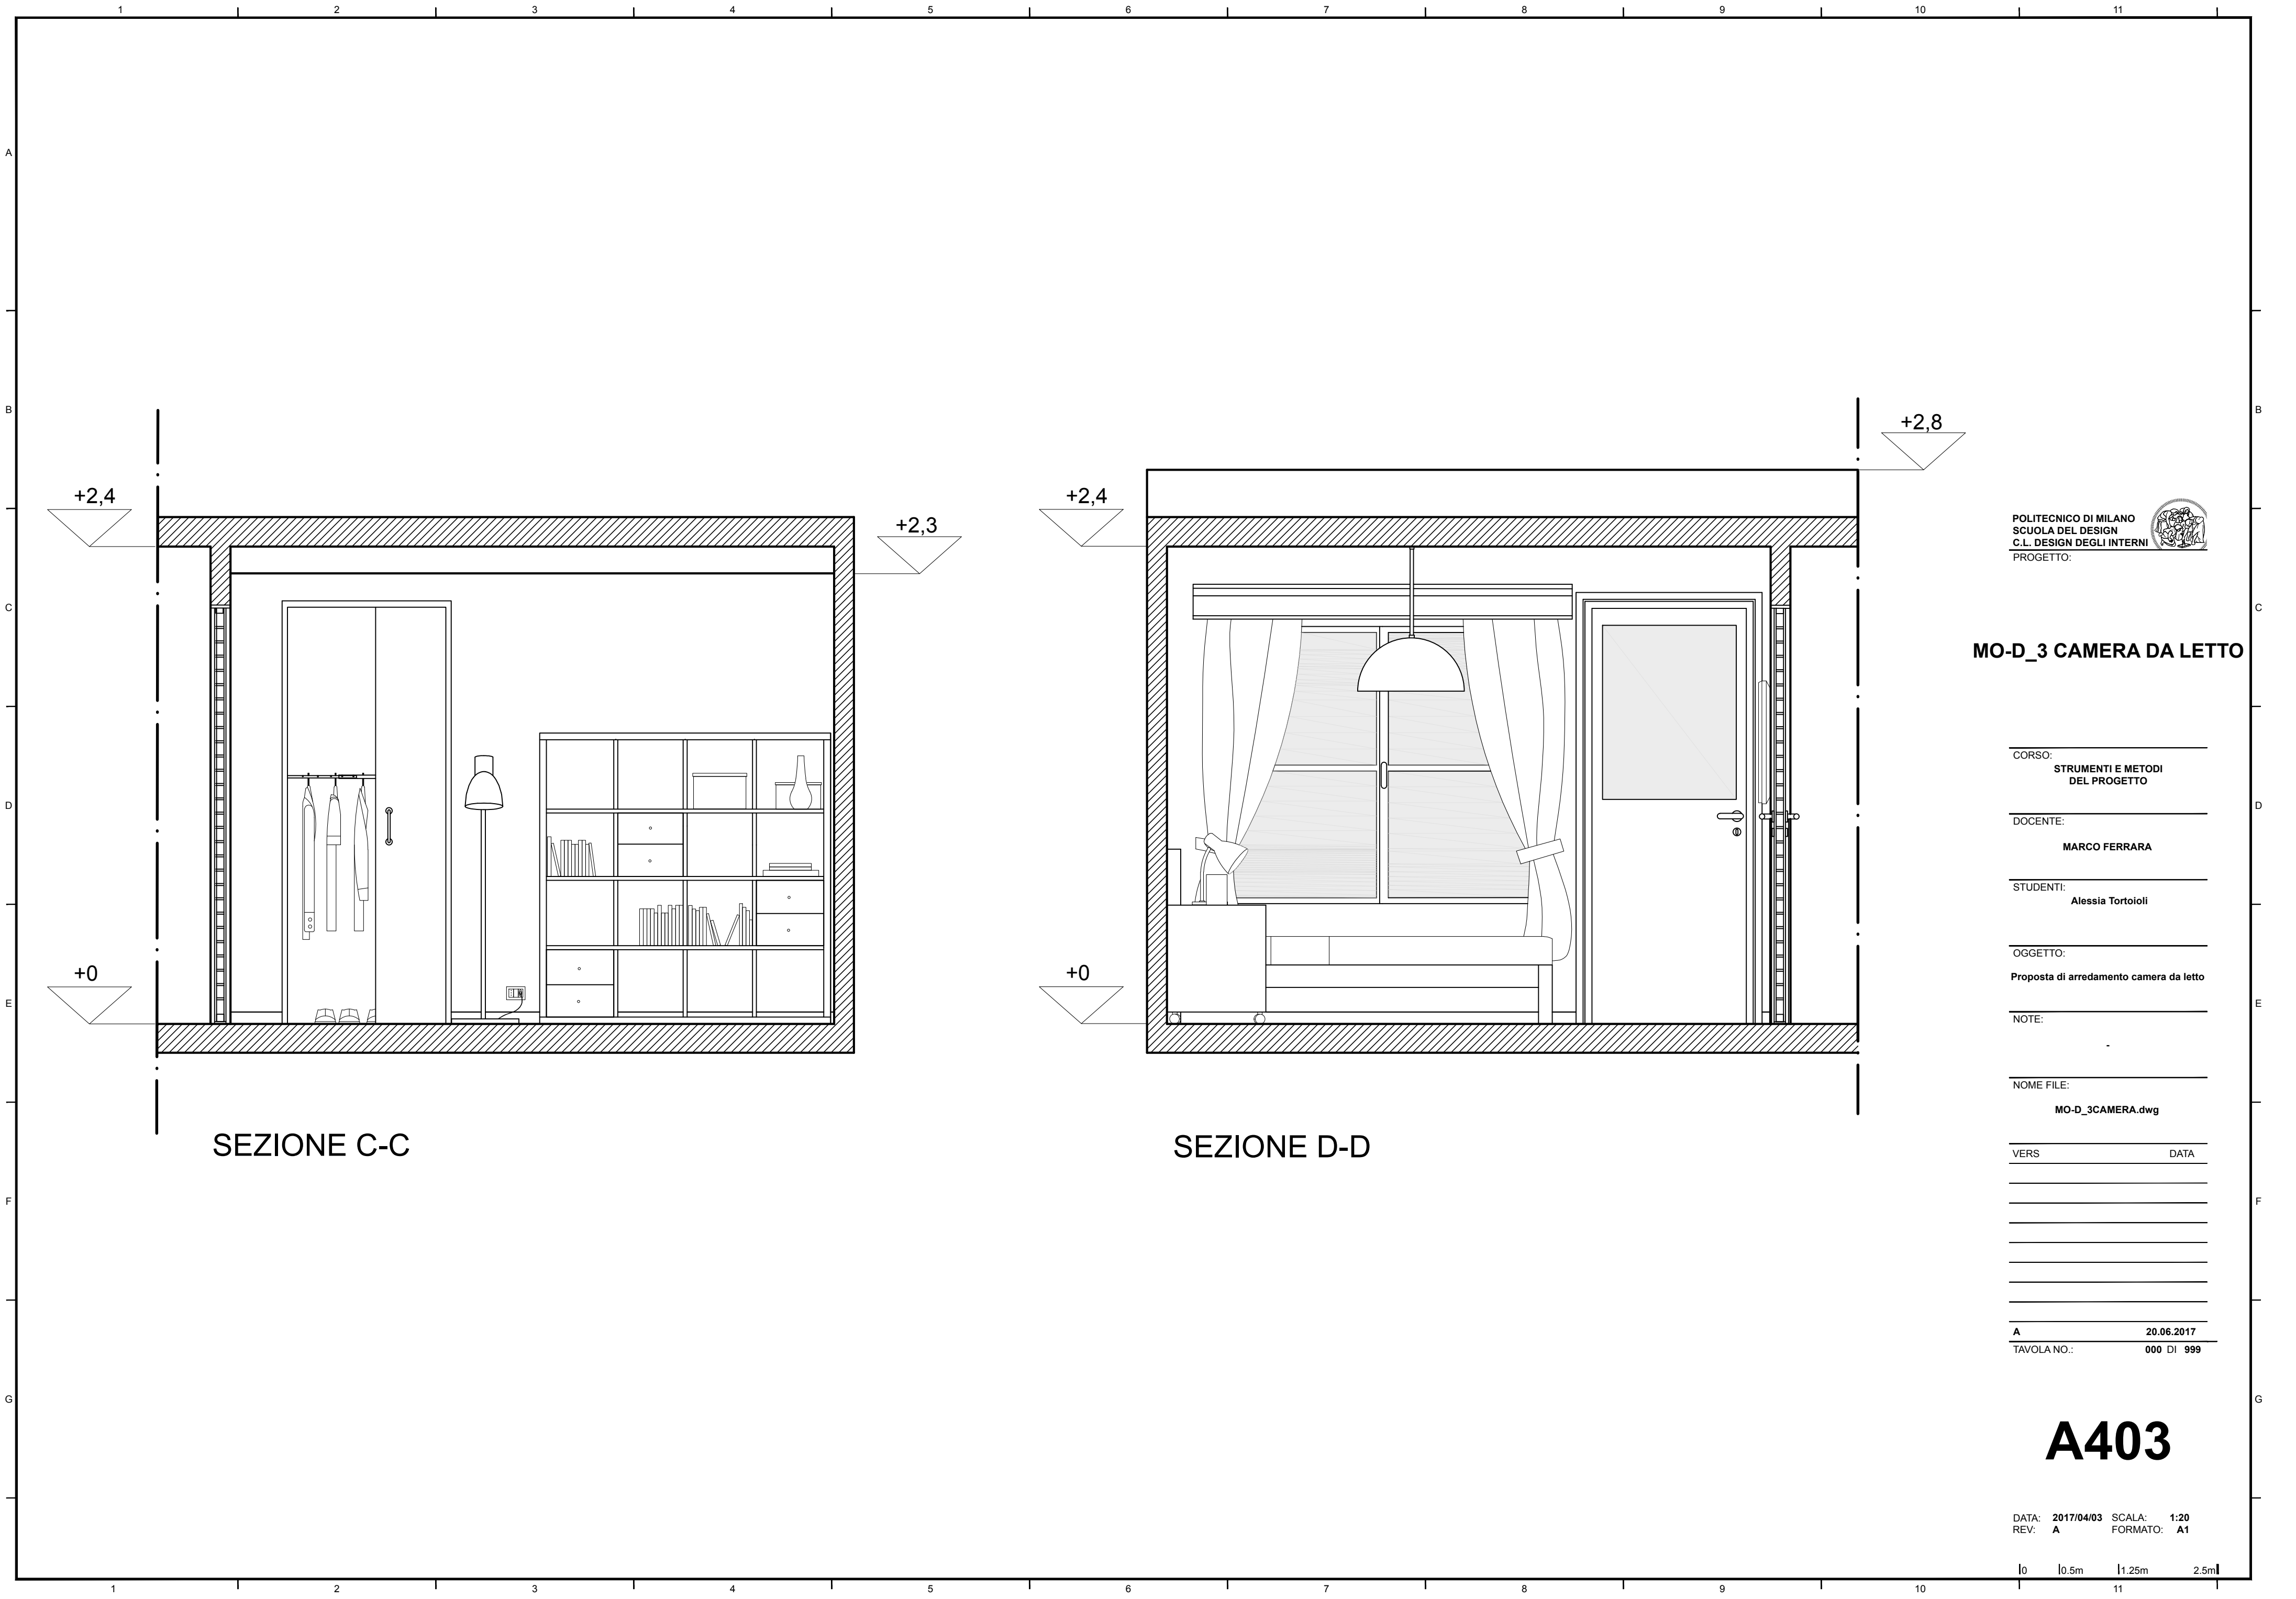 1 2 3 4 5 6 7 8 9 10 11
A
B
C
D
E
F
G
B
C
D
E
F
G
+2,4
+2,3
+0
SEZIONE C-C
+2,8
+2,4
+0
SEZIONE D-D
POLITECNICO DI MILANO
SCUOLA DEL DESIGN
C.L. DESIGN DEGLI INTERNI
PROGETTO:
MO-D_3 CAMERA DA LETTO
CORSO:
STRUMENTI E METODI
DEL PROGETTO
DOCENTE:
MARCO FERRARA
STUDENTI:
Alessia Tortoioli
OGGETTO:
Proposta di arredamento camera da letto
NOTE:
-
NOME FILE:
MO-D_3CAMERA.dwg
VERS DATA
A 20.06.2017
TAVOLA NO.: 000 DI 999
A403
DATA: 2017/04/03 SCALA: 1:20
REV: A FORMATO: A1
0 0.5m 1.25m 2.5m
1 2 3 4 5 6 7 8 9 10 11